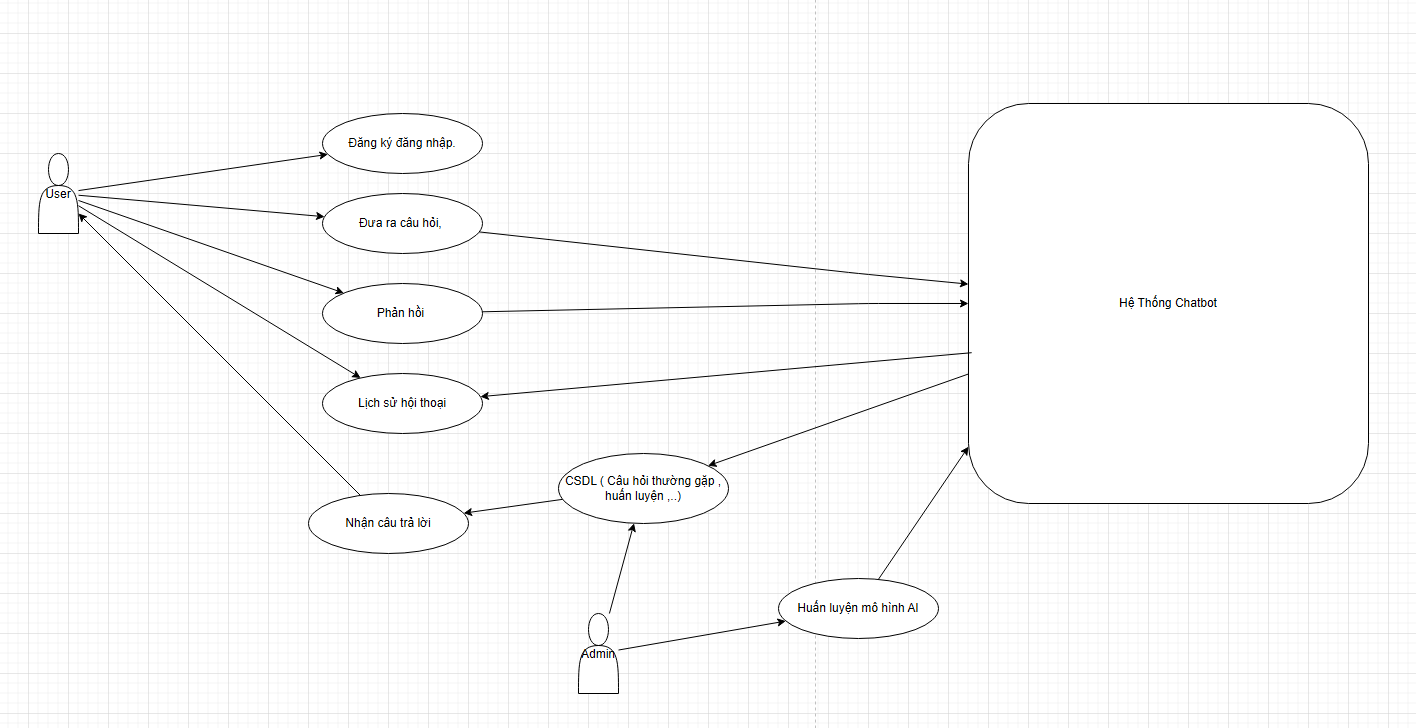 Đăng ký đăng nhập.
User
Đưa ra câu hỏi,
Phản hồi
Hệ Thống Chatbot
Lịch sử hội thoại
CSDL ( Câu hỏi thường gặp ,
huấn luyện ,..)
Nhận câu trả lời
Huấn luyện mô hình AI
Admin